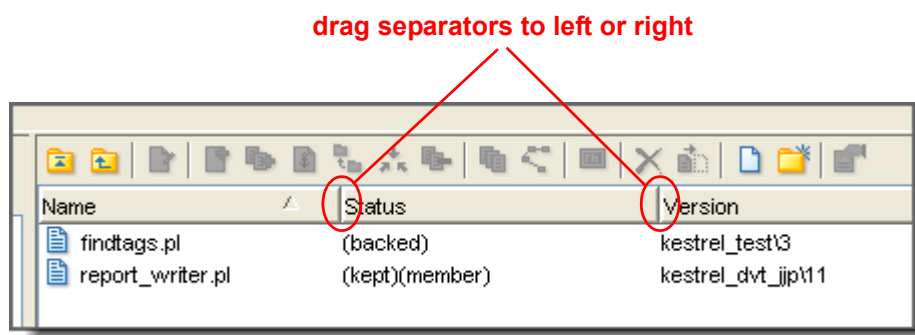 drag separators to left or right
Name Status Version
findtags.pl (backed) kestrel_test\3
report_writer.pl (kept)(member) kestrel_dvt_jjp\11